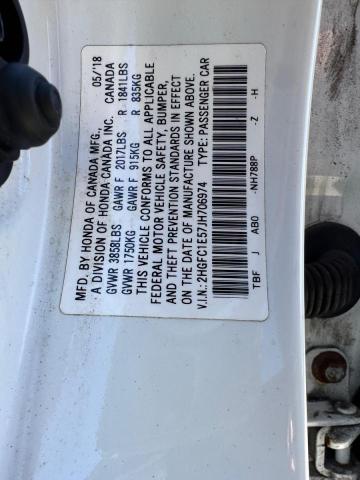 MFD. BY HONDA OF CANADA MFG., 05/'18
A DIVISION OF HONDA CANADA INC. CANADA
GVWR 3858LBS GAWR F 2017LBS R 1841LBS
GVWR 1750KG GAWR F 915KG R 835KG
THIS VEHICLE CONFORMS TO ALL APPLICABLE
FEDERAL MOTOR VEHICLE SAFETY, BUMPER,
AND THEFT PREVENTION STANDARDS IN EFFECT
ON THE DATE OF MANUFACTURE SHOWN ABOVE.
V.I.N.: 2HGFC1E57JH706974 TYPE: PASSENGER CAR
TBF J AB0 -NH788P -Z -H